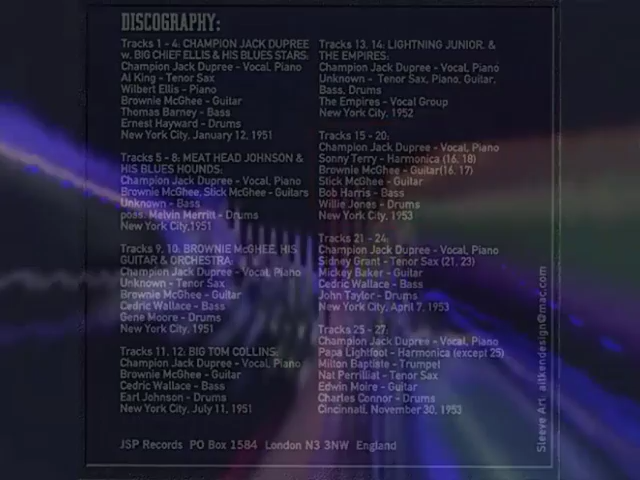 DISCOGRAPHY:
Tracks 1 - 4: CHAMPION JACK DUPREE
w. BIG CHIEF ELLIS & HIS BLUES STARS.
Champion Jack Dupree - Vocal, Piano
Al King - Tenor Sax
Wilbert Ellis - Piano
Brownie McGhee - Guitar
Thomas Barney - Bass
Ernest Hayward - Drums
New York City, January 12, 1951
Tracks 5 - 8: MEAT HEAD JOHNSON &
HIS BLUES HOUNDS:
Champion Jack Dupree - Vocal, Piano
Brownie McGhee, Stick McGhee - Guitars
Unknown - Bass
poss. Melvin Merritt - Drums
New York City,1951
Tracks 9, 10. BROWNIE McGHEE, HIS
GUITAR & ORCHESTRA.
Champion Jack Dupree - Vocal, Piano
Unknown - Tenor Sax
Brownie McGhee - Guitar
Cedric Wallace - Bass
Gene Moore - Drums
New York City, 1951
Tracks 11, 12: BIG TOM COLLINS.
Champion Jack Dupree - Vocal, Piano
Brownie McGhee - Guitar
Cedric Wallace - Bass
Earl Johnson - Drums
New York City, July 11, 1951
Tracks 13, 14: LIGHTNING JUNIOR. &
THE EMPIRES:
Champion Jack Dupree - Vocal, Piano
Unknown - Tenor Sax, Piano, Guitar,
Bass, Drums
The Empires - Vocal Group
New York City, 1952
Tracks 15 - 20:
Champion Jack Dupree - Vocal, Piano
Sonny Terry - Harmonica (16, 18)
Brownie McGhee - Guitar(16, 17)
Stick McGhee - Guitar
Bob Harris - Bass
Willie Jones - Drums
New York City, 1953
Tracks 21 - 24:
Champion Jack Dupree - Vocal, Piano
Sidney Grant - Tenor Sax (21, 23)
Mickey Baker - Guitar
Cedric Wallace - Bass
John Taylor - Drums
New York City, April 7, 1953
Tracks 25 - 27:
Champion Jack Dupree - Vocal, Piano
Papa Lightfoot - Harmonica (except 25)
Milton Baptiste - Trumpet
Nat Perrilliat - Tenor Sax
Edwin Moire - Guitar
Charles Connor - Drums
Cincinnati, November 30, 1953
JSP Records PO Box 1584 London N3 3NW England
Sleeve Art. aitkendesign@mac.com